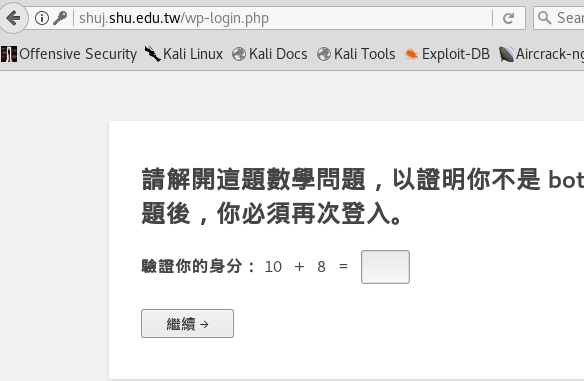 shuj.shu.edu.tw/wp-login.php
Offensive Security Kali Linux Kali Docs Kali Tools Exploit-DB Aircrack-ng
請解開這題數學問題，以證明你不是 bot
題後，你必須再次登入。
驗證你的身分： 10 + 8 =
繼續 →